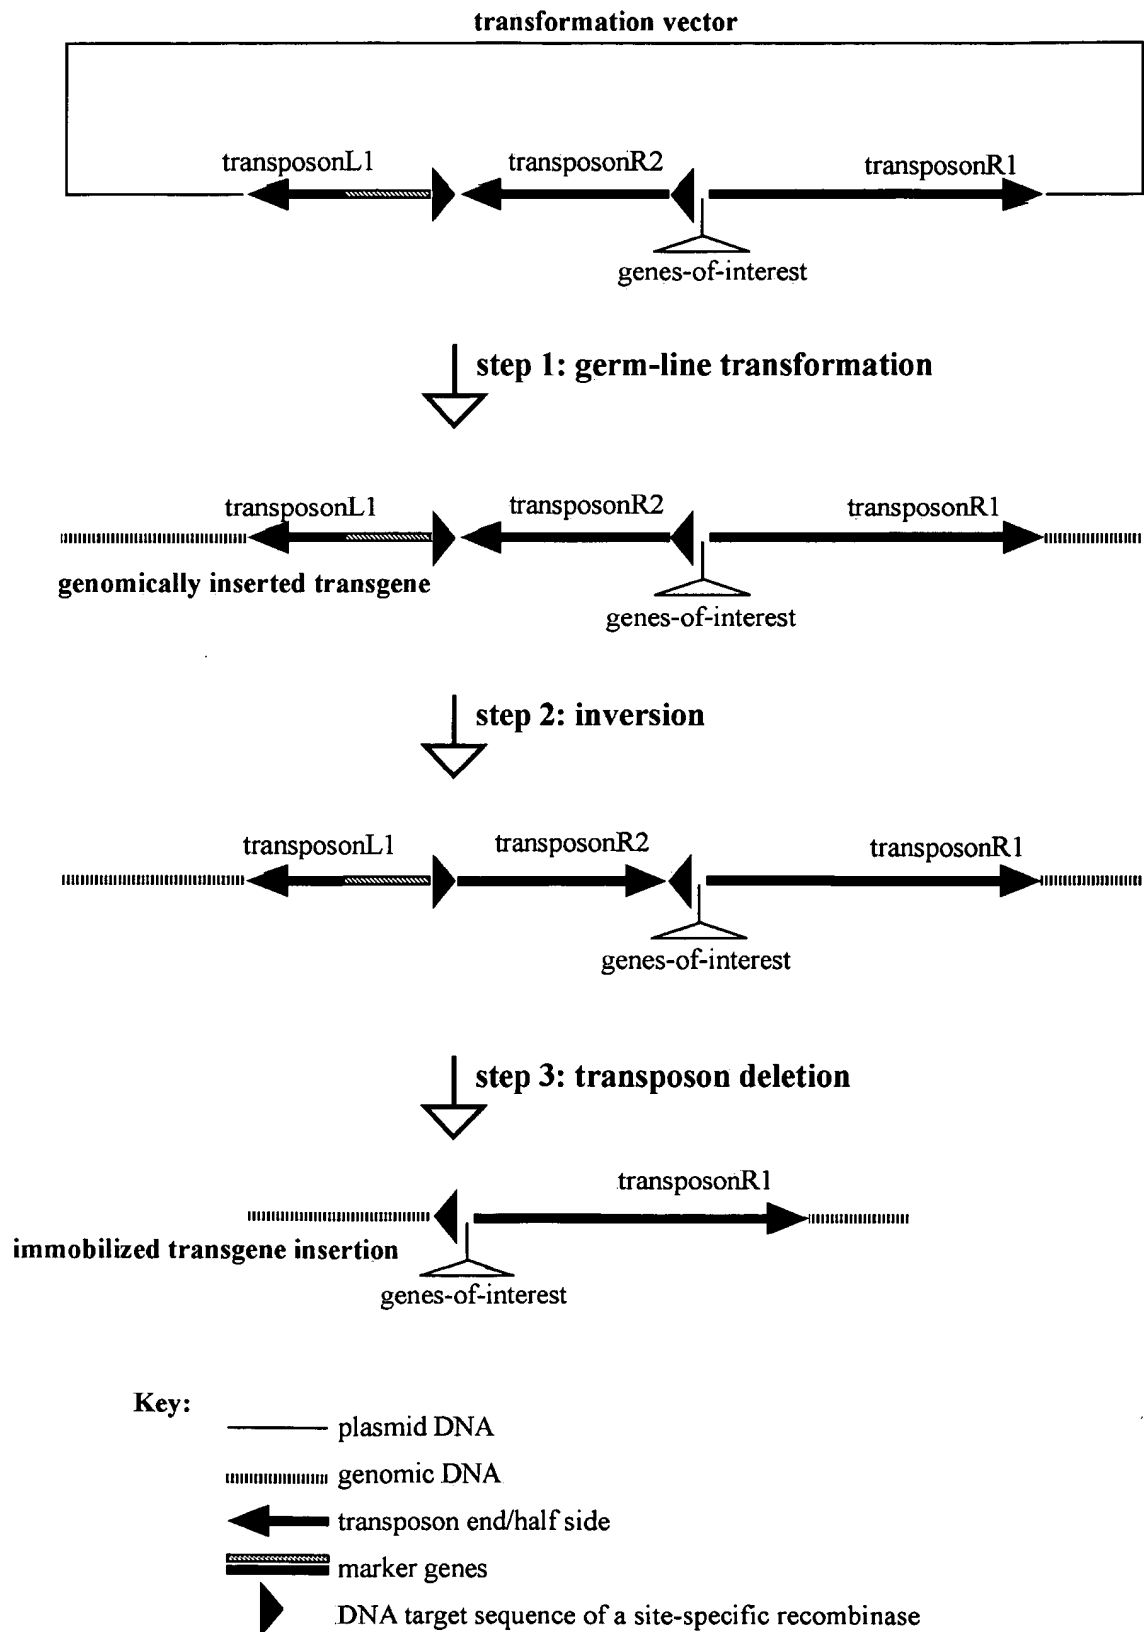 transformation vector
transposonL1
transposonR2
transposonR1
genes-of-interest
step 1: germ-line transformation
transposonL1
transposonR2
transposonR1
genomically inserted transgene
genes-of-interest
step 2: inversion
transposonL1
transposonR2
transposonR1
genes-of-interest
step 3: transposon deletion
transposonR1
immobilized transgene insertion
genes-of-interest
Key:
plasmid DNA
genomic DNA
transposon end/half side
marker genes
DNA target sequence of a site-specific recombinase